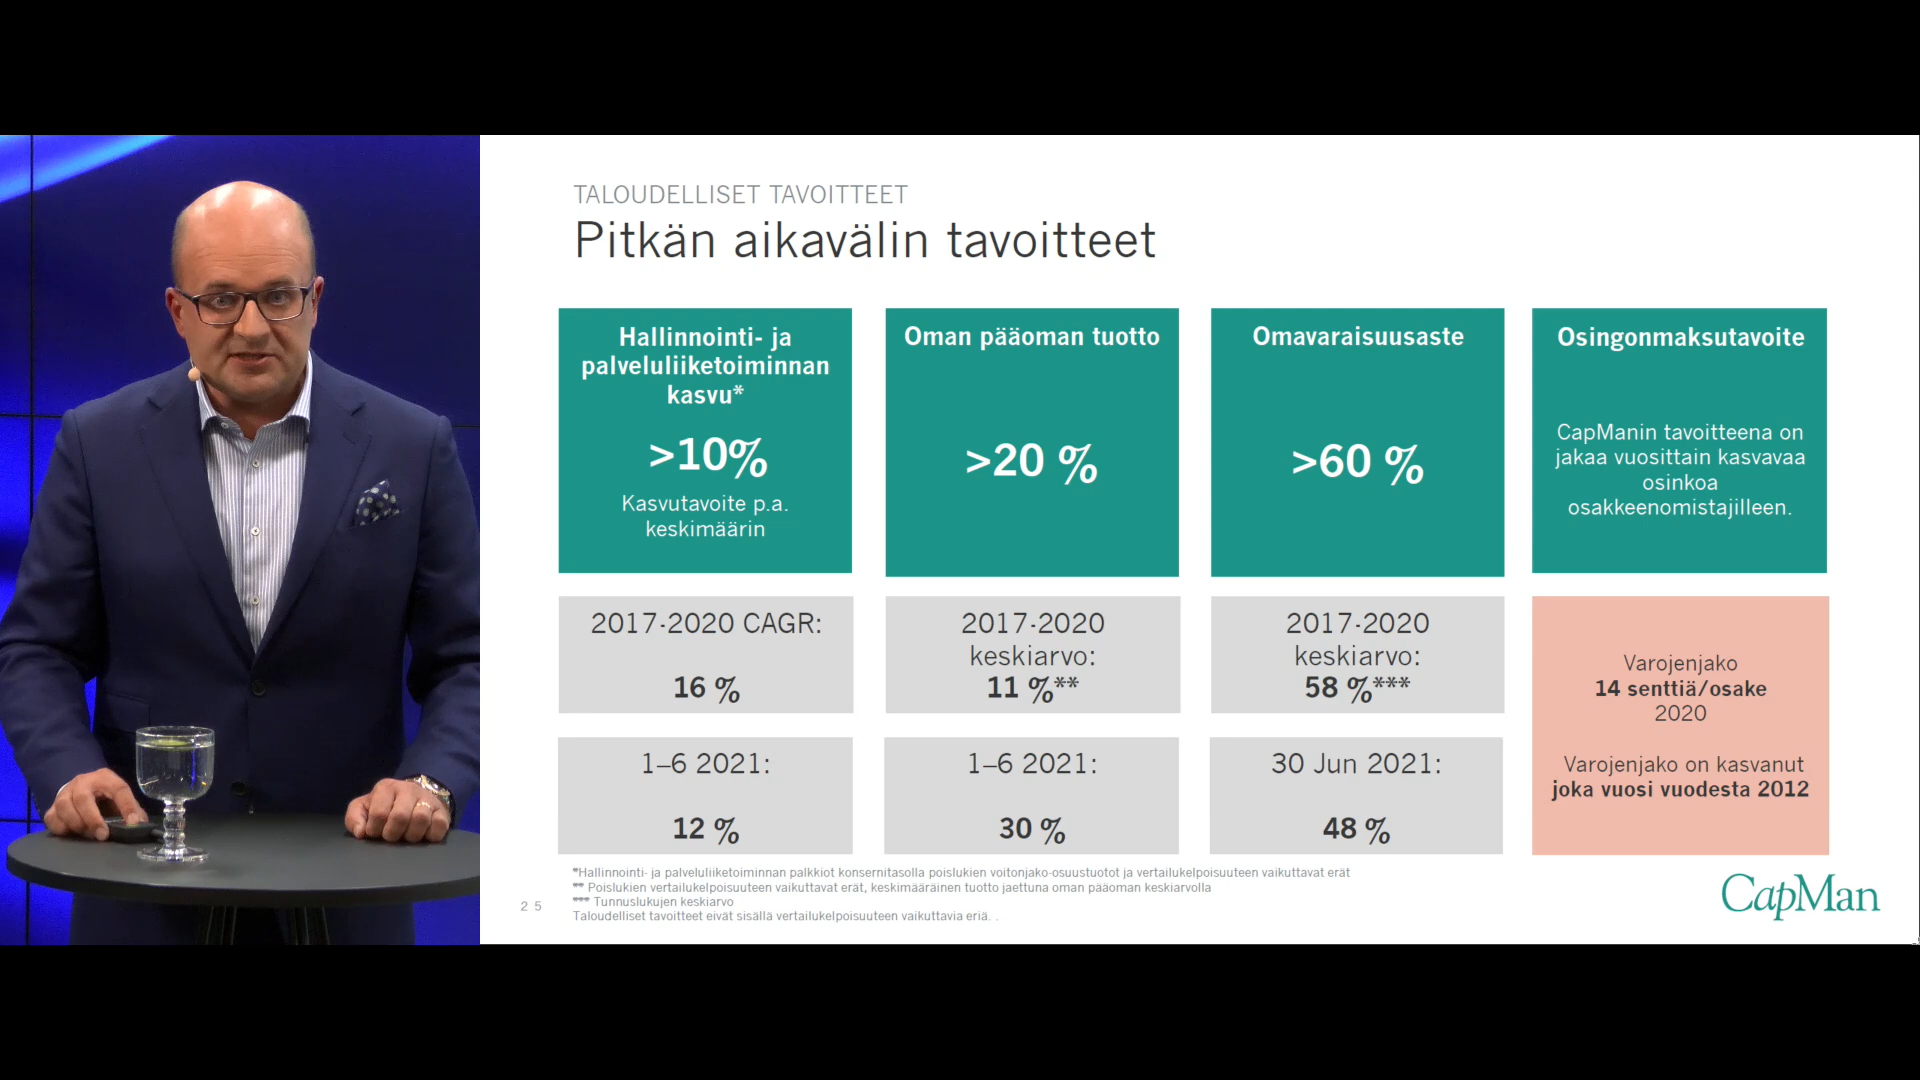 TALOUDELLISET TAVOITTEET
Pitkän aikavälin tavoitteet
Hallinnointi- ja
palveluliiketoiminnan
kasvu*
>10%
Kasvutavoite p.a.
keskimäärin
Oman pääoman tuotto
>20 %
Omavaraisuusaste
>60 %
Osingonmaksutavoite
CapManin tavoitteena on
jakaa vuosittain kasvavaa
osinkoa
osakkeenomistajilleen.
2017-2020 CAGR:
16 %
2017-2020
keskiarvo:
11 %**
2017-2020
keskiarvo:
58 %***
Varojenjako
14 senttiä/osake
2020
Varojenjako on kasvanut
joka vuosi vuodesta 2012
1–6 2021:
12 %
1–6 2021:
30 %
30 Jun 2021:
48 %
*Hallinnointi- ja palveluliiketoiminnan palkkiot konsernitasolla poislukien voitonjako-osuustuotot ja vertailukelpoisuuteen vaikuttavat erät
** Poislukien vertailukelpoisuuteen vaikuttavat erät, keskimääräinen tuotto jaettuna oman pääoman keskiarvolla
*** Tunnuslukujen keskiarvo
Taloudelliset tavoitteet eivät sisällä vertailukelpoisuuteen vaikuttavia eriä. .
25
CapMan